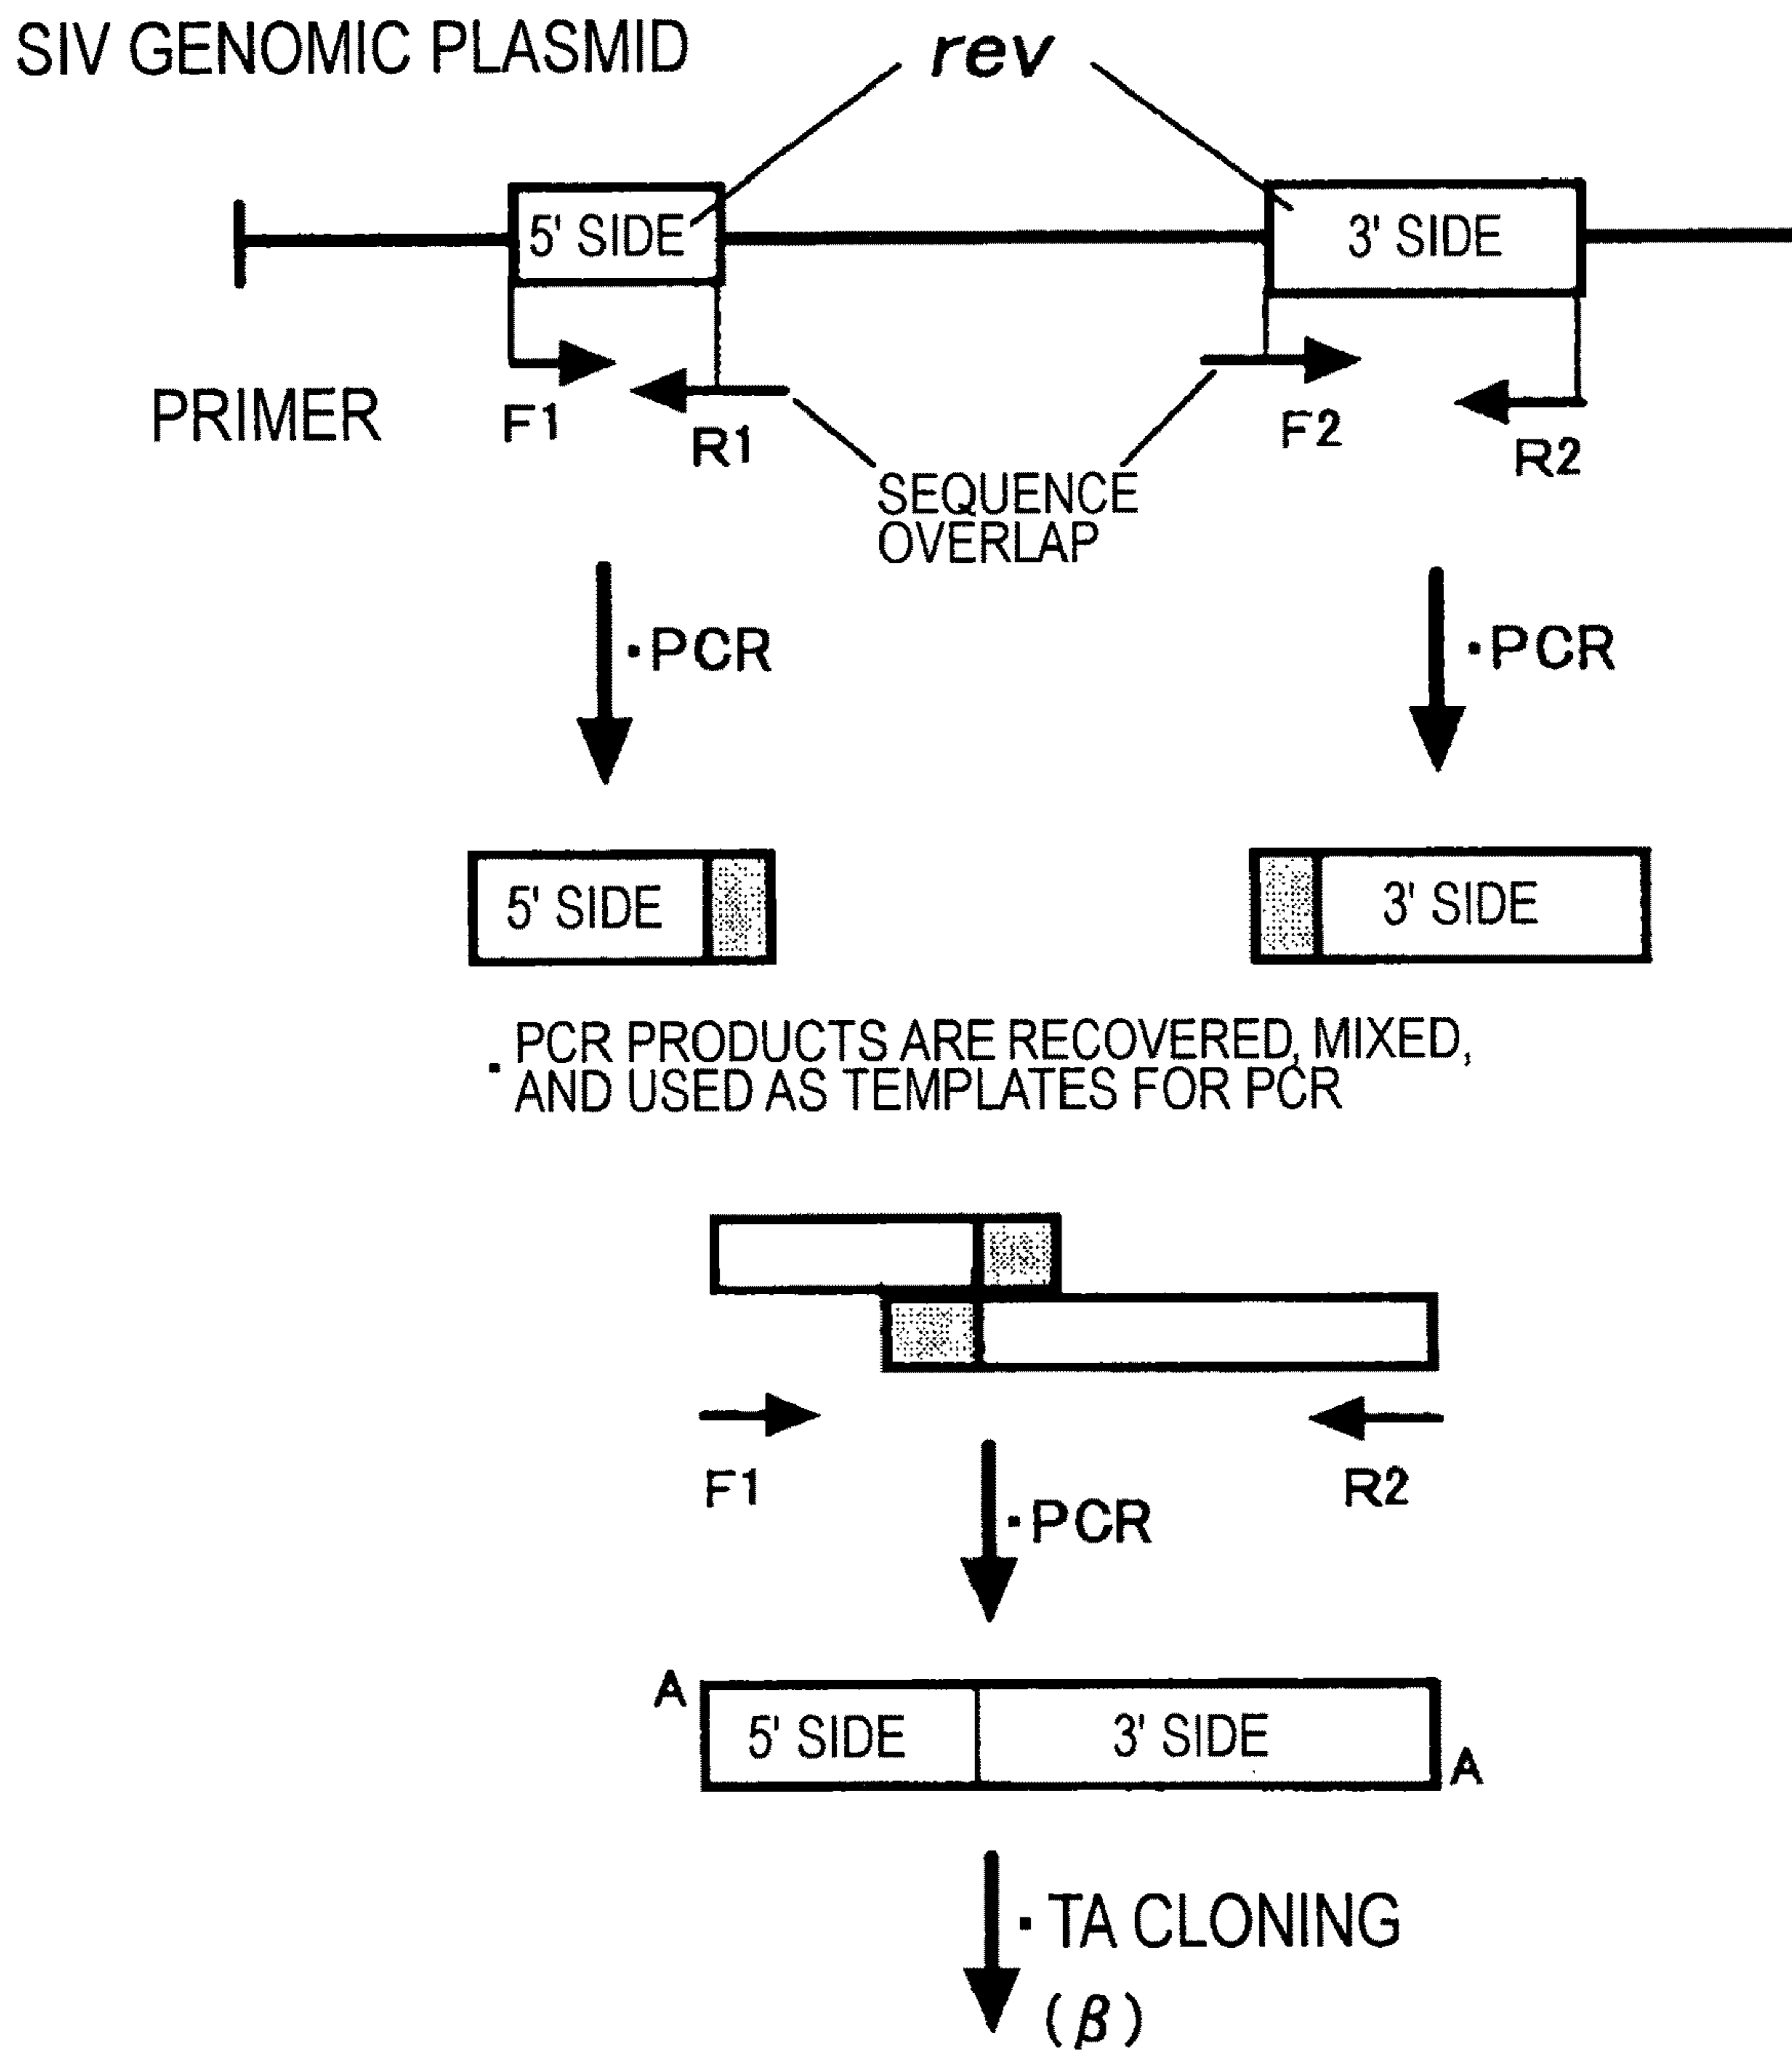 SIV GENOMIC PLASMID
rev
5' SIDE
3' SIDE
PRIMER
F1
R1
F2
R2
SEQUENCE
OVERLAP
·PCR
·PCR
5' SIDE
3' SIDE
· PCR PRODUCTS ARE RECOVERED, MIXED,
AND USED AS TEMPLATES FOR PCR
F1
R2
·PCR
A
5' SIDE
3' SIDE
A
· TA CLONING
(β)